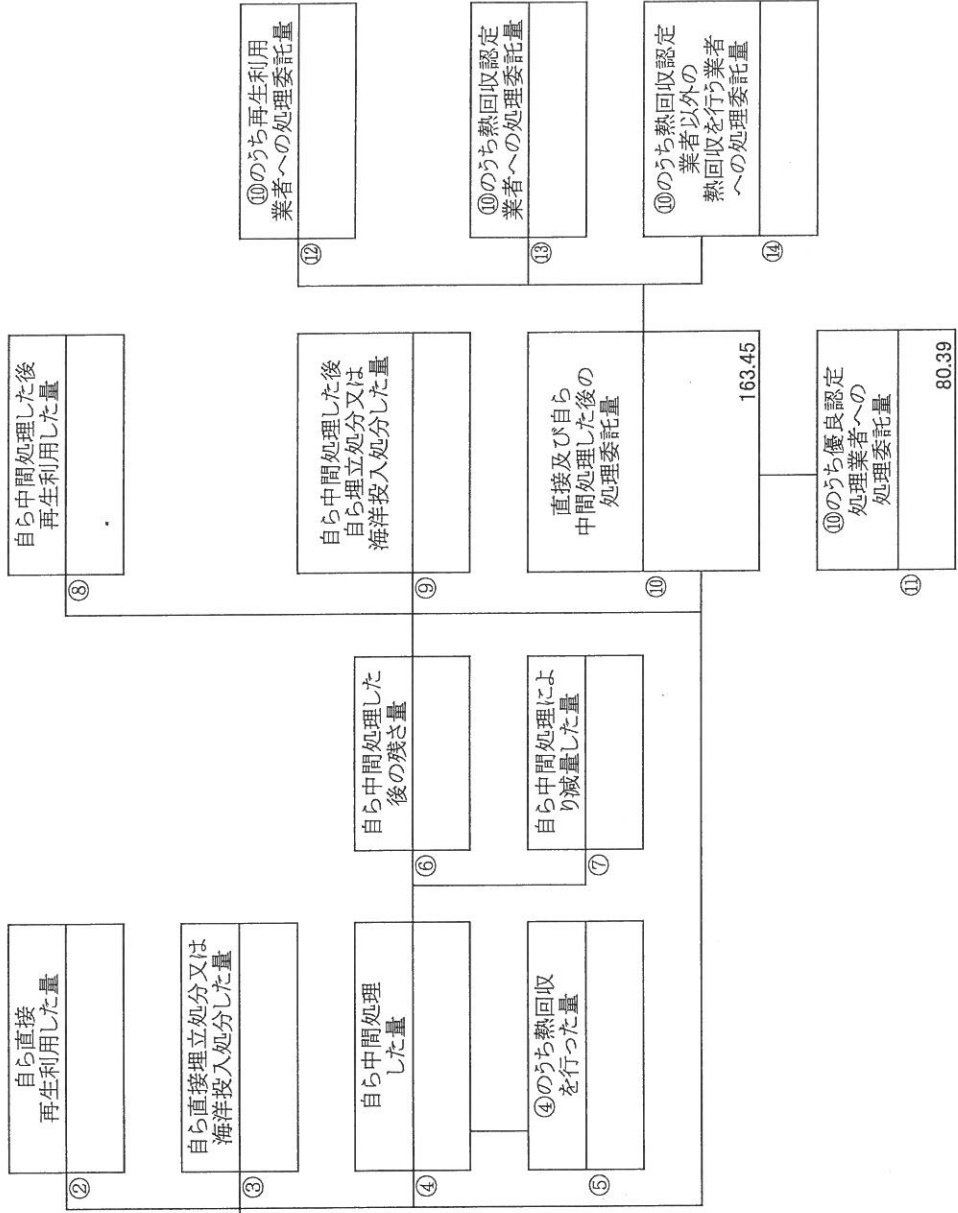 ②
自ら直接
再生利用した量
③
自ら直接埋立処分又は
海洋投入処分した量
④
自ら中間処理
した量
⑤
④のうち熱回収
を行った量
⑥
自ら中間処理した
後の残さ量
⑦
自ら中間処理によ
り減量した量
⑧
自ら中間処理した後
再生利用した量
⑨
自ら中間処理した後
自ら埋立処分又は
海洋投入処分した量
⑩
直接及び自ら
中間処理した後の
処理委託量
163.45
⑪
⑩のうち優良認定
処理業者への
処理委託量
80.39
⑫
⑩のうち再生利用
業者への処理委託量
⑬
⑩のうち熱回収認定
業者への処理委託量
⑭
⑩のうち熱回収認定
業者以外の
熱回収を行う業者
への処理委託量